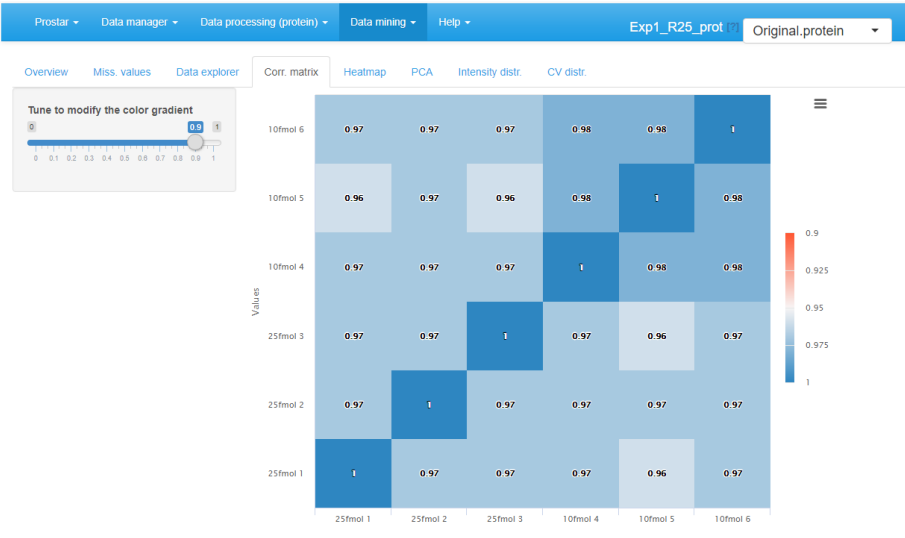 Prostar Data manager Data processing (protein) Data mining Help Exp1_R25_prot [?] Original.protein
Overview Miss. values Data explorer Corr. matrix Heatmap PCA Intensity distr. CV distr.
Tune to modify the color gradient
0 0.9 1
0 0.1 0.2 0.3 0.4 0.5 0.6 0.7 0.8 0.9 1
10fmol 6 0.97 0.97 0.97 0.98 0.98 1
10fmol 5 0.96 0.97 0.96 0.98 1 0.98
10fmol 4 0.97 0.97 0.97 1 0.98 0.98
Values
25fmol 3 0.97 0.97 1 0.97 0.96 0.97
25fmol 2 0.97 1 0.97 0.97 0.97 0.97
25fmol 1 1 0.97 0.97 0.97 0.96 0.97
25fmol 1 25fmol 2 25fmol 3 10fmol 4 10fmol 5 10fmol 6
0.9
0.925
0.95
0.975
1